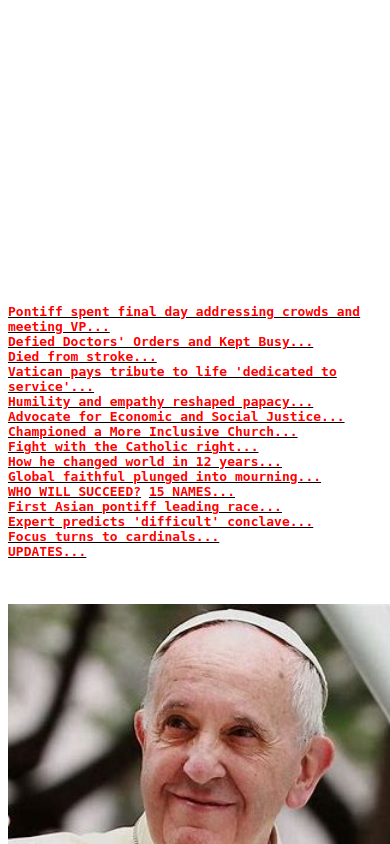 Pontiff spent final day addressing crowds and
meeting VP...
Defied Doctors' Orders and Kept Busy...
Died from stroke...
Vatican pays tribute to life 'dedicated to
service'...
Humility and empathy reshaped papacy...
Advocate for Economic and Social Justice...
Championed a More Inclusive Church...
Fight with the Catholic right...
How he changed world in 12 years...
Global faithful plunged into mourning...
WHO WILL SUCCEED? 15 NAMES...
First Asian pontiff leading race...
Expert predicts 'difficult' conclave...
Focus turns to cardinals...
UPDATES...